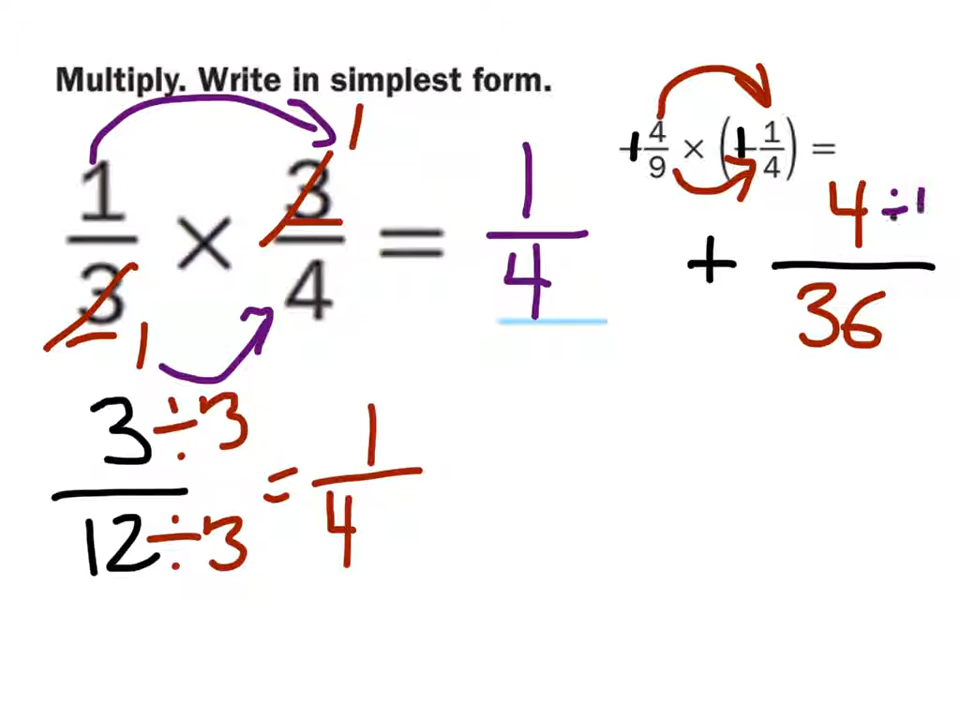 Multiply. Write in simplest form.
1/3 × 3/4 = 1/4
1
1
3 ÷ 3 / 12 ÷ 3 = 1/4
-4/9 × (-1/4) =
+ 4 ÷ / 36